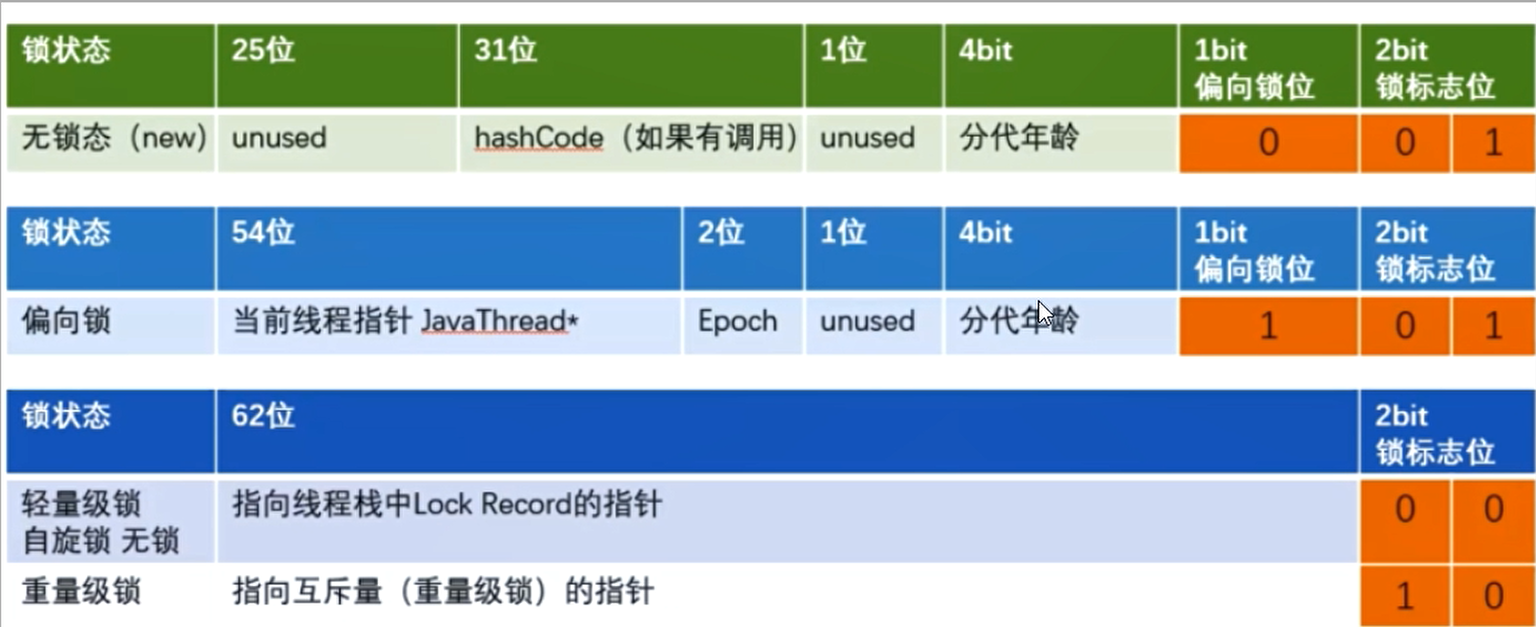 锁状态 25位 31位 1位 4bit 1bit 2bit
偏向锁位 锁标志位
无锁态（new) unused hashCode（如果有调用) unused 分代年龄 0 0 1
锁状态 54位 2位 1位 4bit 1bit 2bit
偏向锁位 锁标志位
偏向锁 当前线程指针 JavaThread* Epoch unused 分代年龄 1 0 1
锁状态 62位 2bit
锁标志位
轻量级锁 指向线程栈中Lock Record的指针 0 0
自旋锁 无锁
重量级锁 指向互斥量（重量级锁）的指针 1 0